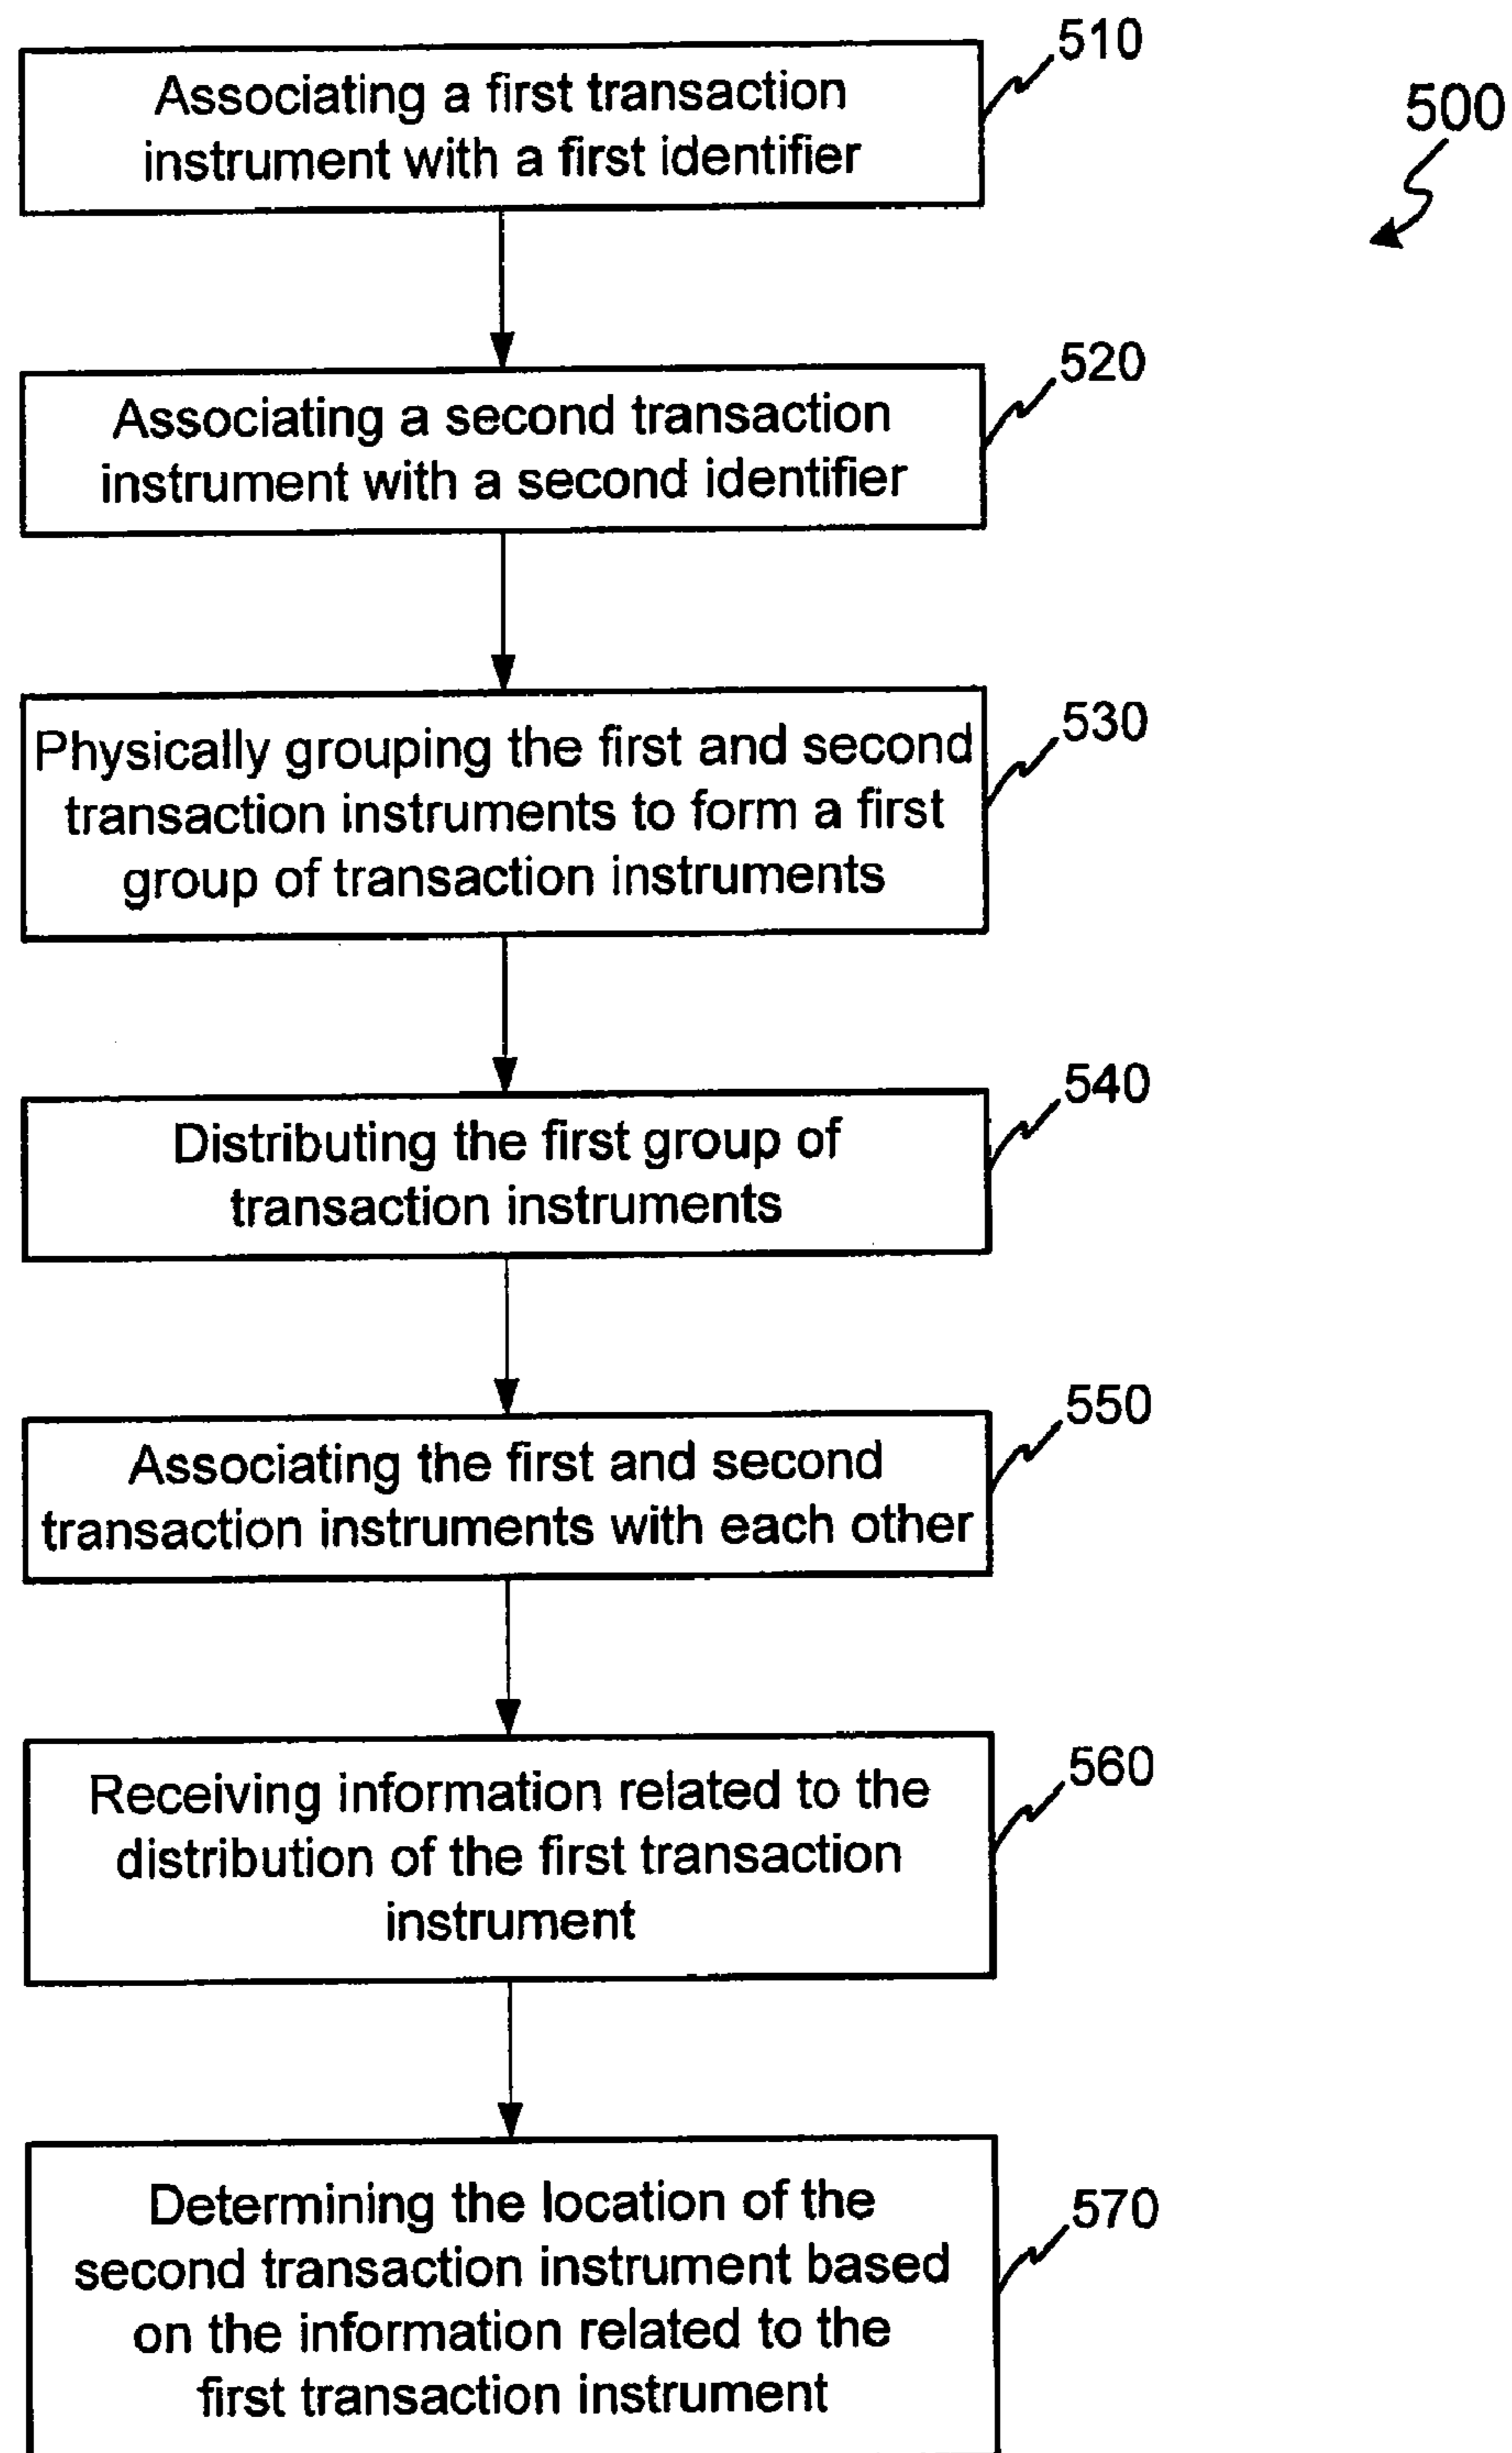 510
Associating a first transaction
instrument with a first identifier
500
520
Associating a second transaction
instrument with a second identifier
530
Physically grouping the first and second
transaction instruments to form a first
group of transaction instruments
540
Distributing the first group of
transaction instruments
550
Associating the first and second
transaction instruments with each other
560
Receiving information related to the
distribution of the first transaction
instrument
570
Determining the location of the
second transaction instrument based
on the information related to the
first transaction instrument